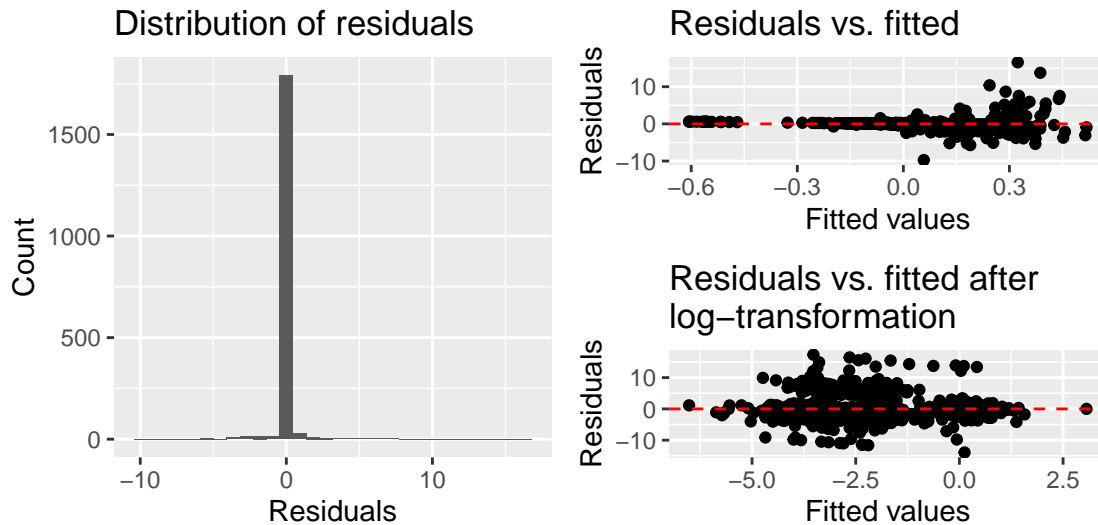 Distribution of residuals
1500
1000
500
0
Count
−10
0
10
Residuals
Residuals vs. fitted
10
0
−10
Residuals
−0.6
−0.3
0.0
0.3
Fitted values
Residuals vs. fitted after
log−transformation
10
0
−10
Residuals
−5.0
−2.5
0.0
2.5
Fitted values